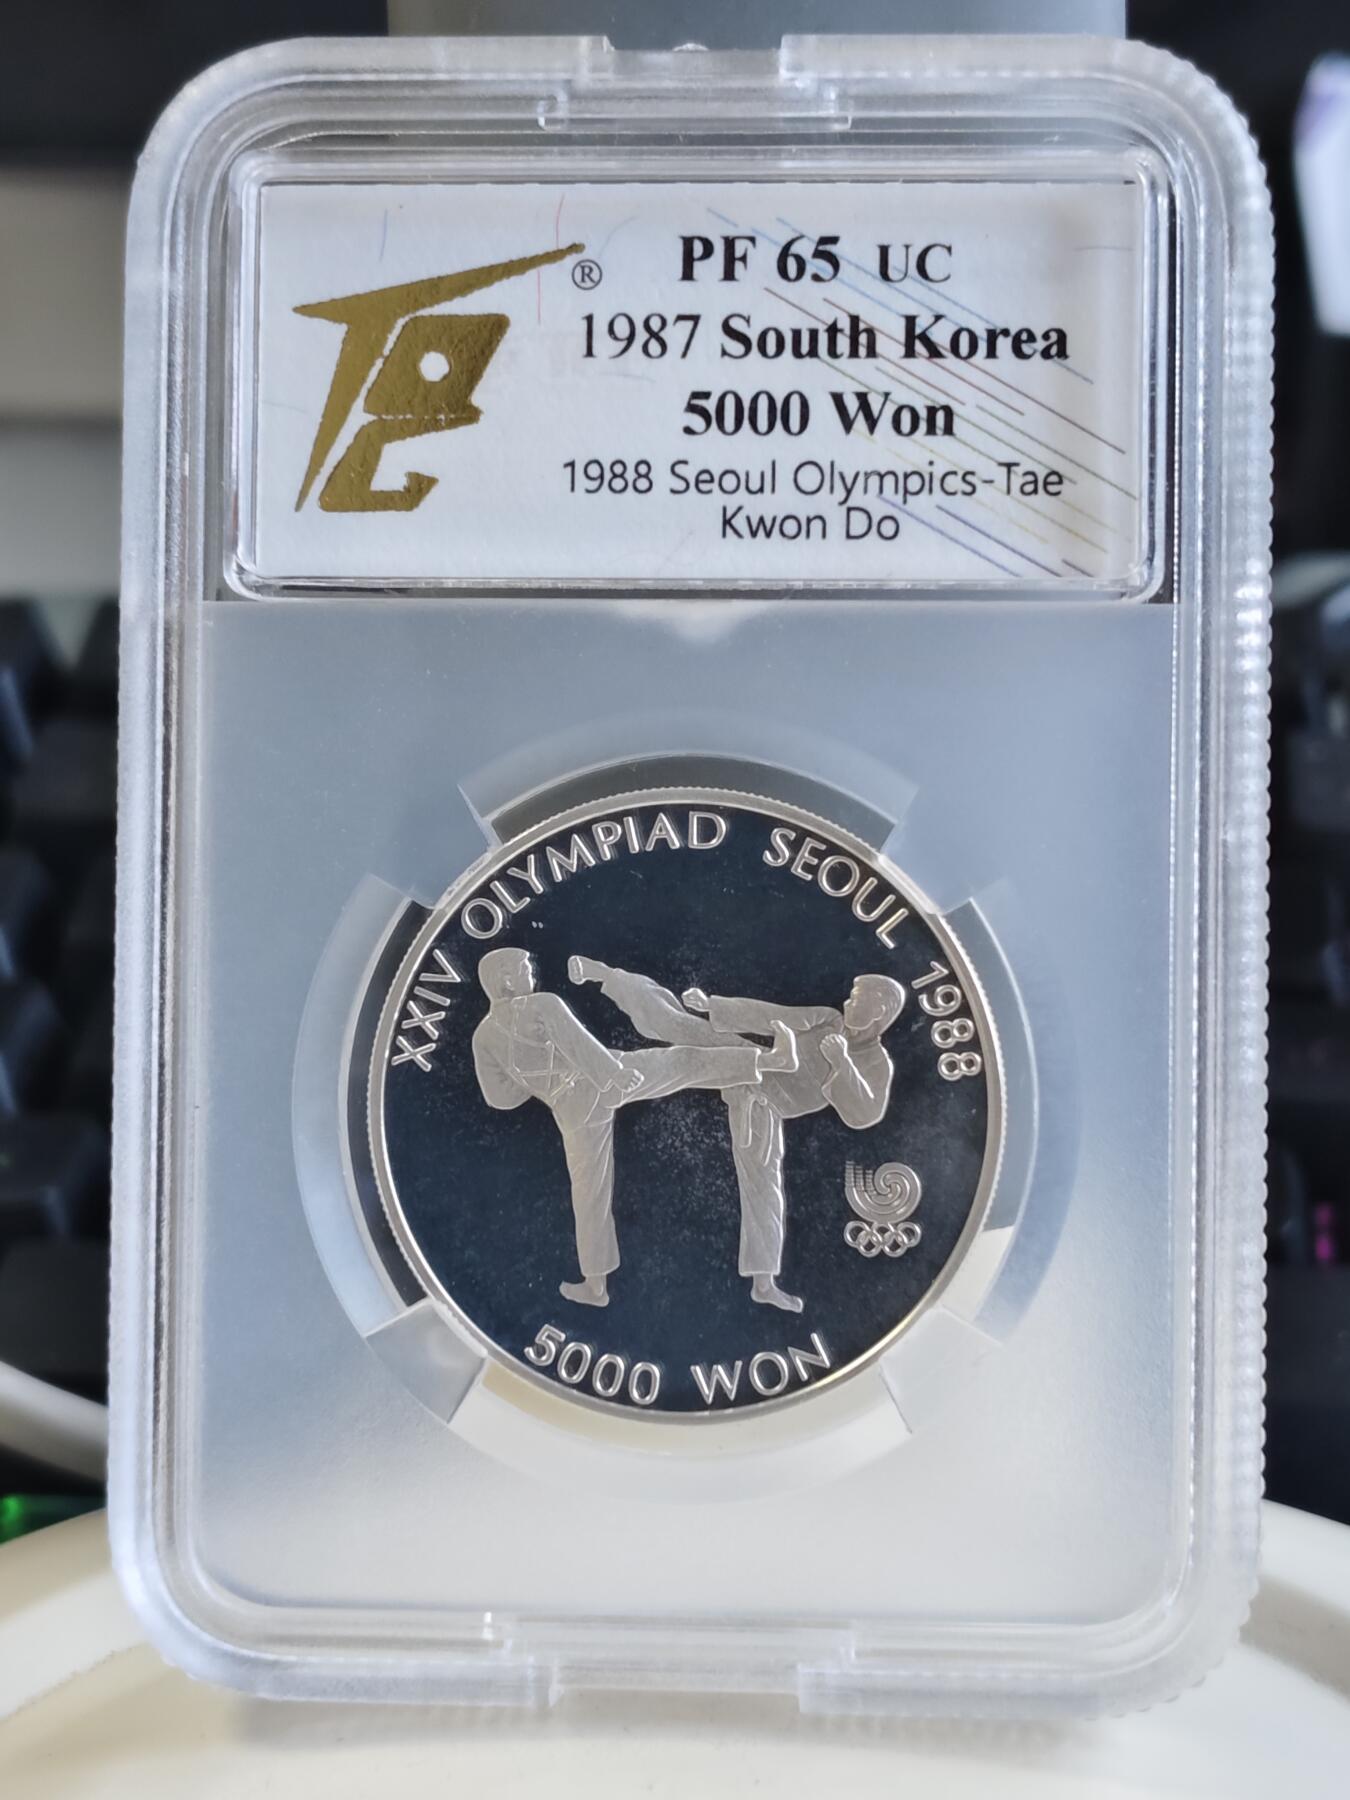 PF 65 UC
®
1987 South Korea
5000 Won
1988 Seoul Olympics-Tae
Kwon Do
XXIV OLYMPIAD SEOUL 1988
5000 WON